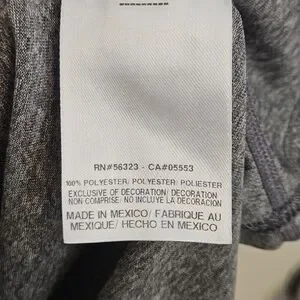 RN#56323 - CA#05553
100% POLYESTER/ POLYESTER/ POLIESTER
EXCLUSIVE OF DECORATION/ DECORATION
NON COMPRISE/ NO INCLUYE LA DECORACIÓN
MADE IN MEXICO/ FABRIQUE AU
MEXIQUE/ HECHO EN MEXICO